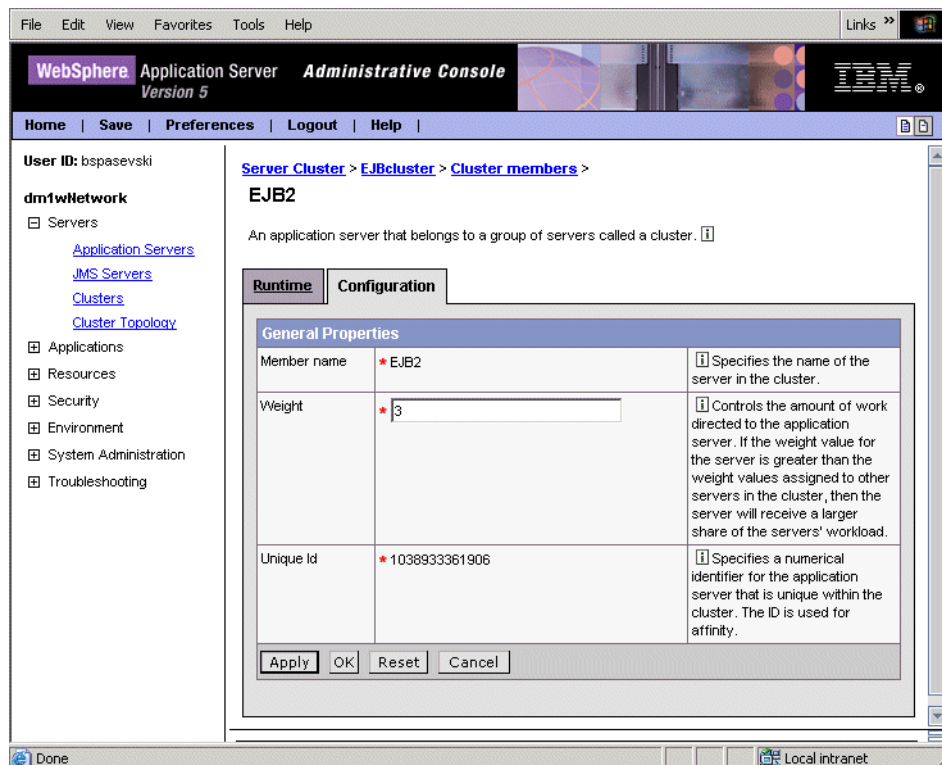 File Edit View Favorites Tools Help Links »
WebSphere Application Server Administrative Console
Version 5
IBM®
Home | Save | Preferences | Logout | Help |
User ID: bspasevski
dm1wNetwork
Servers
Application Servers
JMS Servers
Clusters
Cluster Topology
Applications
Resources
Security
Environment
System Administration
Troubleshooting
Server Cluster > EJBcluster > Cluster members >
EJB2
An application server that belongs to a group of servers called a cluster. i
Runtime Configuration
General Properties
Member name * EJB2
i Specifies the name of the
server in the cluster.
Weight * 3
i Controls the amount of work
directed to the application
server. If the weight value for
the server is greater than the
weight values assigned to other
servers in the cluster, then the
server will receive a larger
share of the servers' workload.
Unique Id * 1038933361906
i Specifies a numerical
identifier for the application
server that is unique within the
cluster. The ID is used for
affinity.
Apply OK Reset Cancel
Done Local intranet